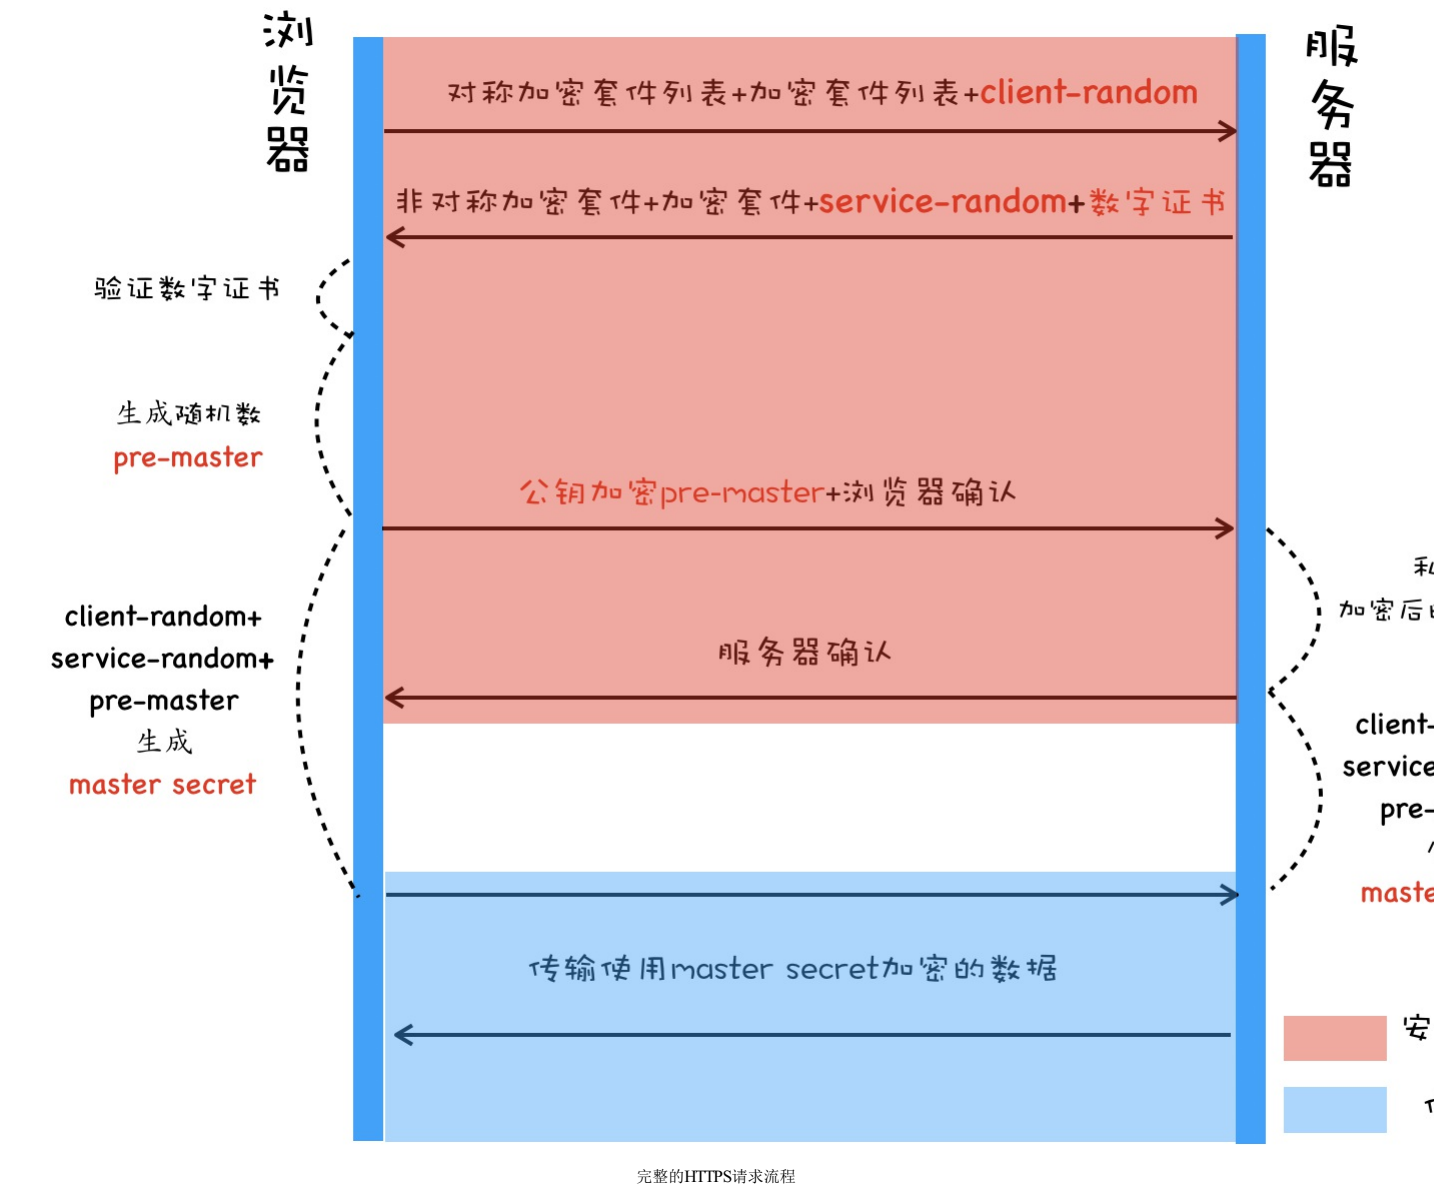 浏览器
服务器
对称加密套件列表+加密套件列表+client-random
非对称加密套件+加密套件+service-random+数字证书
验证数字证书
生成随机数
pre-master
公钥加密pre-master+浏览器确认
加密后
client-random+
service-random+
pre-master
生成
master secret
服务器确认
client-
service
pre-
maste
传输使用master secret加密的数据
安
完整的HTTPS请求流程